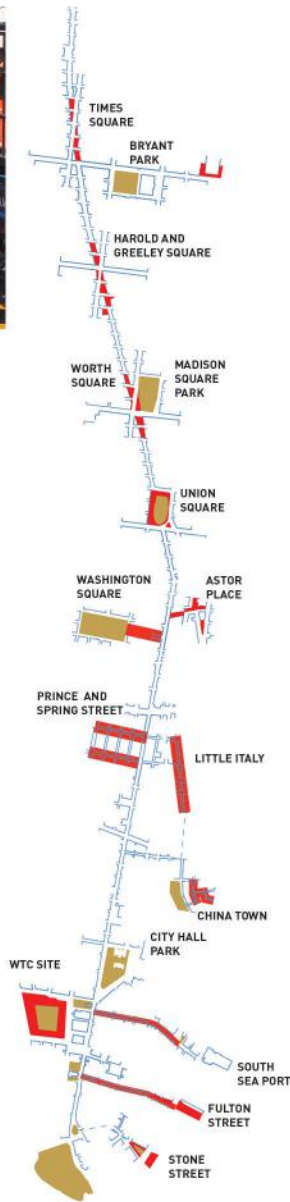 TIMES
SQUARE
BRYANT
PARK
HAROLD AND
GREELEY SQUARE
WORTH
SQUARE
MADISON
SQUARE
PARK
UNION
SQUARE
WASHINGTON
SQUARE
ASTOR
PLACE
PRINCE AND
SPRING STREET
LITTLE ITALY
CHINA TOWN
CITY HALL
PARK
WTC SITE
SOUTH
SEA PORT
FULTON
STREET
STONE
STREET